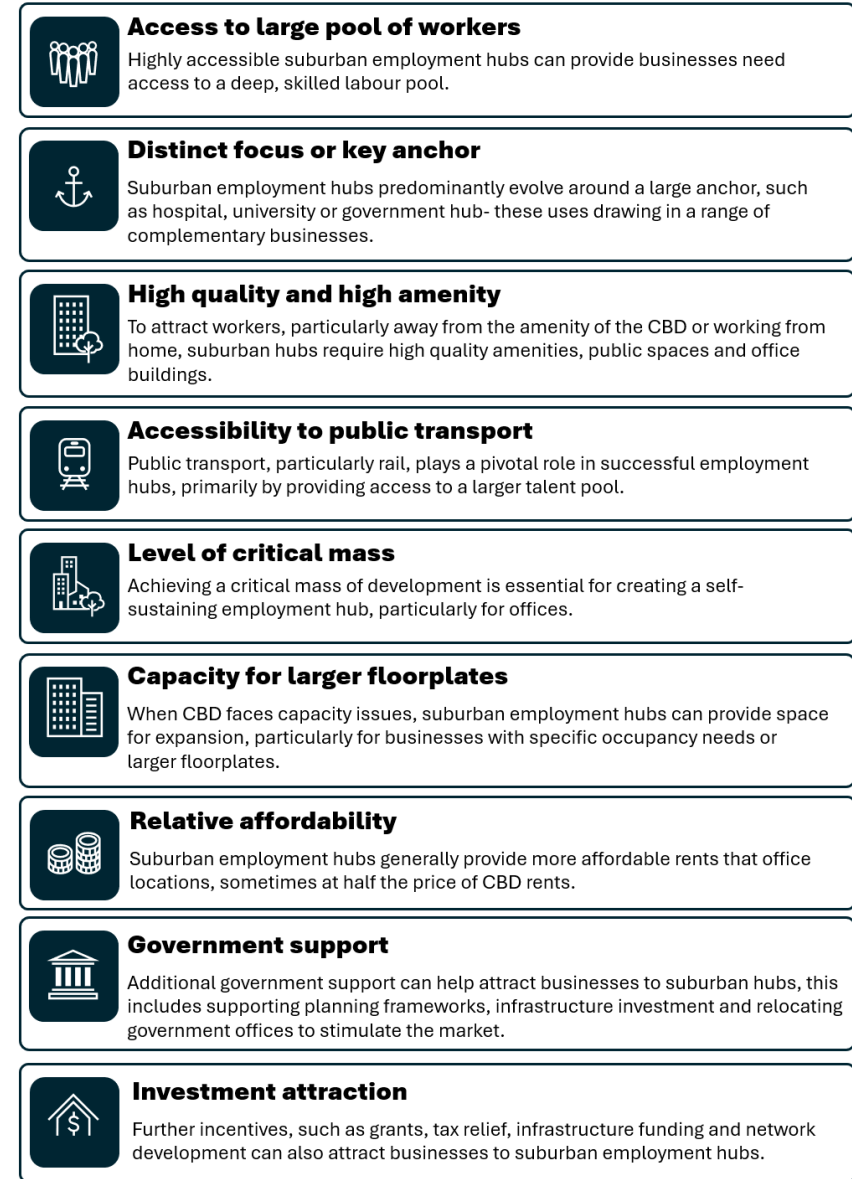 Access to large pool of workers
Highly accessible suburban employment hubs can provide businesses need
access to a deep, skilled labour pool.
Distinct focus or key anchor
Suburban employment hubs predominantly evolve around a large anchor, such
as hospital, university or government hub- these uses drawing in a range of
complementary businesses.
High quality and high amenity
To attract workers, particularly away from the amenity of the CBD or working from
home, suburban hubs require high quality amenities, public spaces and office
buildings.
Accessibility to public transport
Public transport, particularly rail, plays a pivotal role in successful employment
hubs, primarily by providing access to a larger talent pool.
Level of critical mass
Achieving a critical mass of development is essential for creating a self-
sustaining employment hub, particularly for offices.
Capacity for larger floorplates
When CBD faces capacity issues, suburban employment hubs can provide space
for expansion, particularly for businesses with specific occupancy needs or
larger floorplates.
Relative affordability
Suburban employment hubs generally provide more affordable rents that office
locations, sometimes at half the price of CBD rents.
Government support
Additional government support can help attract businesses to suburban hubs, this
includes supporting planning frameworks, infrastructure investment and relocating
government offices to stimulate the market.
$
Investment attraction
Further incentives, such as grants, tax relief, infrastructure funding and network
development can also attract businesses to suburban employment hubs.